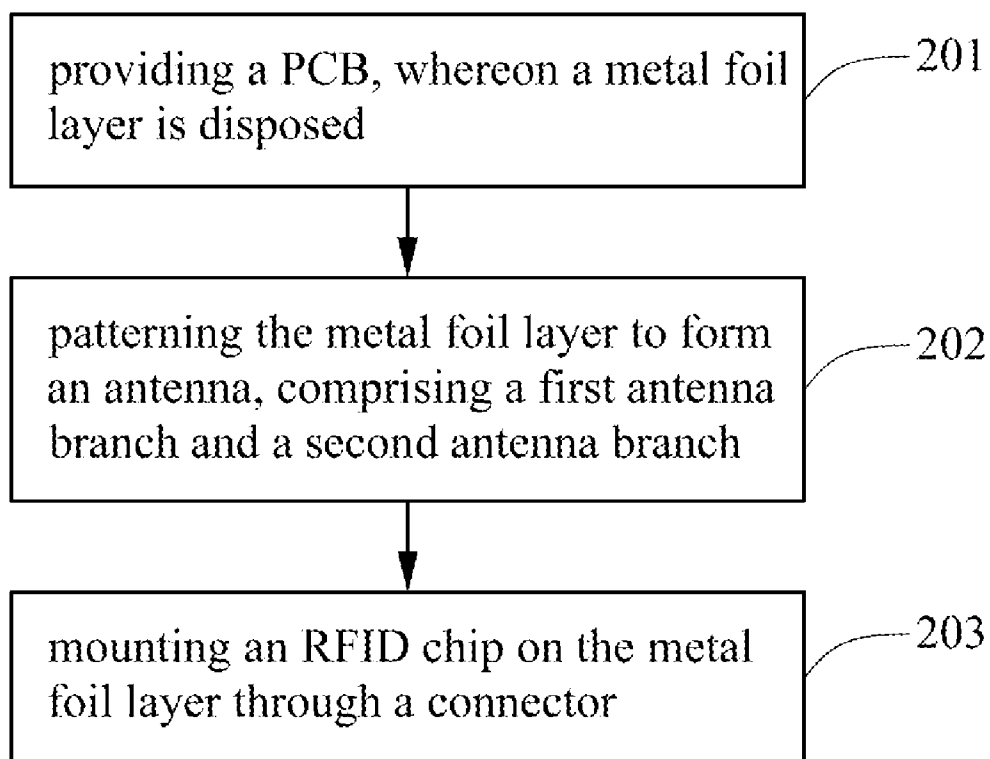 providing a PCB, whereon a metal foil
layer is disposed
201
patterning the metal foil layer to form
an antenna, comprising a first antenna
branch and a second antenna branch
202
mounting an RFID chip on the metal
foil layer through a connector
203